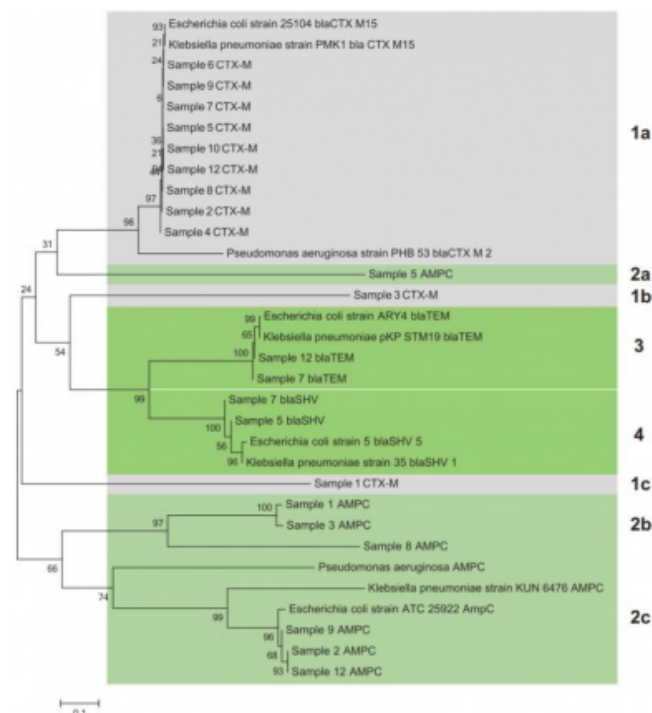 93
Escherichia coli strain 25104 blaCTX M15
21
Klebsiella pneumoniae strain PMK1 bla CTX M15
24
Sample 6 CTX-M
Sample 9 CTX-M
6
Sample 7 CTX-M
Sample 5 CTX-M
1a
36
Sample 10 CTX-M
21
Sample 12 CTX-M
Sample 8 CTX-M
97
Sample 2 CTX-M
98
Sample 4 CTX-M
31
Pseudomonas aeruginosa strain PHB 53 blaCTX M 2
Sample 5 AMPC
2a
24
Sample 3 CTX-M
1b
99
Escherichia coli strain ARY4 blaTEM
65
Klebsiella pneumoniae pKP STM19 blaTEM
3
54
100
Sample 12 blaTEM
Sample 7 blaTEM
99
Sample 7 blaSHV
100
Sample 5 blaSHV
56
Escherichia coli strain 5 blaSHV 5
4
96
Klebsiella pneumoniae strain 35 blaSHV 1
Sample 1 CTX-M
1c
100
Sample 1 AMPC
97
Sample 3 AMPC
2b
Sample 8 AMPC
66
Pseudomonas aeruginosa AMPC
74
Klebsiella pneumoniae strain KUN 6476 AMPC
99
Escherichia coli strain ATC 25922 AmpC
2c
96
Sample 9 AMPC
68
Sample 2 AMPC
93
Sample 12 AMPC
0.1